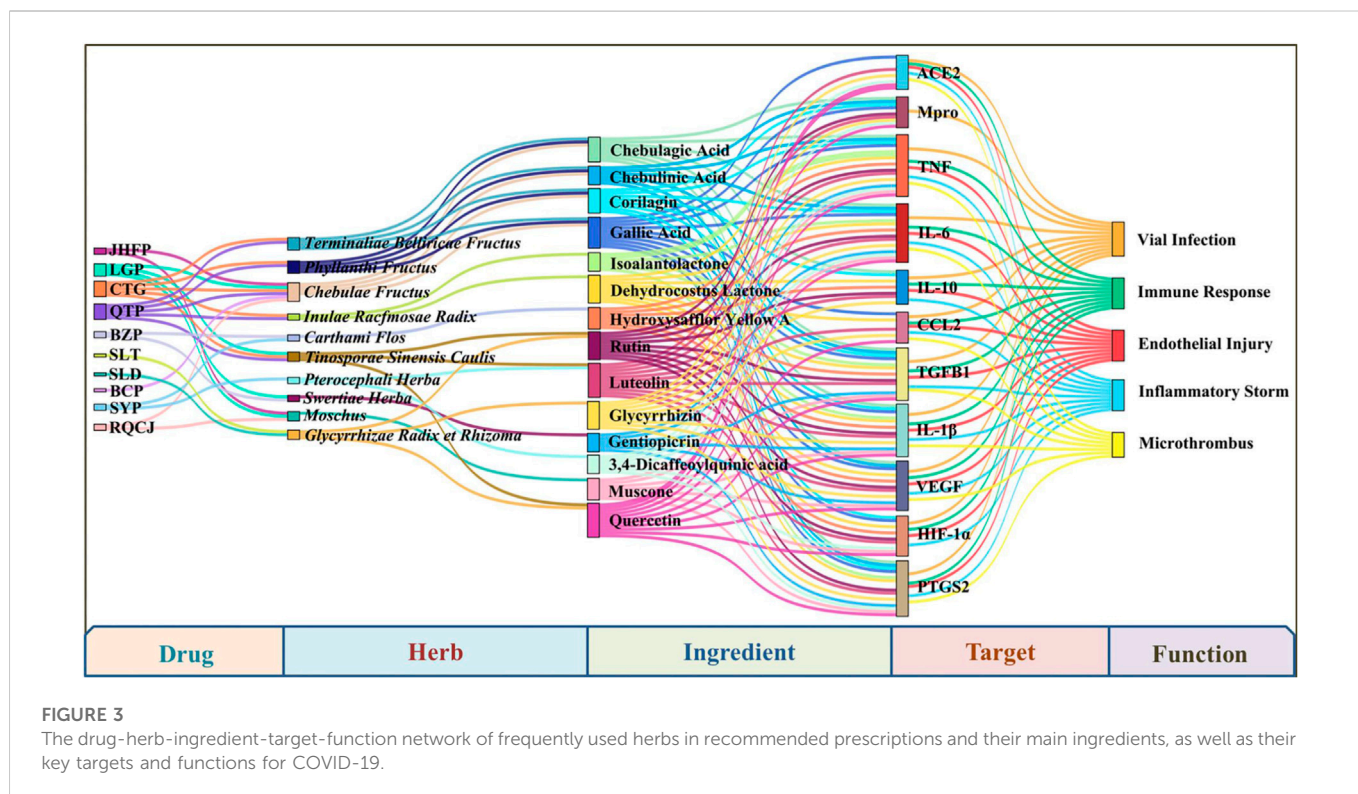 JHFP
LGP
CTG
QTP
BZP
SLT
SLD
BCP
SYP
RQCJ
Terminaliae Belliricae Fructus
Phyllanthi Fructus
Chebulae Fructus
Inulae Racfmosae Radix
Carthami Flos
Tinosporae Sinensis Caulis
Pterocephali Herba
Swertiae Herba
Moschus
Glycyrrhizae Radix et Rhizoma
Chebulagic Acid
Chebulinic Acid
Corilagin
Gallic Acid
Isoalantolactone
Dehydrocostus Lactone
Hydroxysafflor Yellow A
Rutin
Luteolin
Glycyrrhizin
Gentiopicrin
3,4-Dicaffeoylquinic acid
Muscone
Quercetin
ACE2
Mpro
TNF
IL-6
IL-10
CCL2
TGFB1
IL-1β
VEGF
HIF-1α
PTGS2
Vial Infection
Immune Response
Endothelial Injury
Inflammatory Storm
Microthrombus
Drug
Herb
Ingredient
Target
Function
FIGURE 3
The drug-herb-ingredient-target-function network of frequently used herbs in recommended prescriptions and their main ingredients, as well as their
key targets and functions for COVID-19.